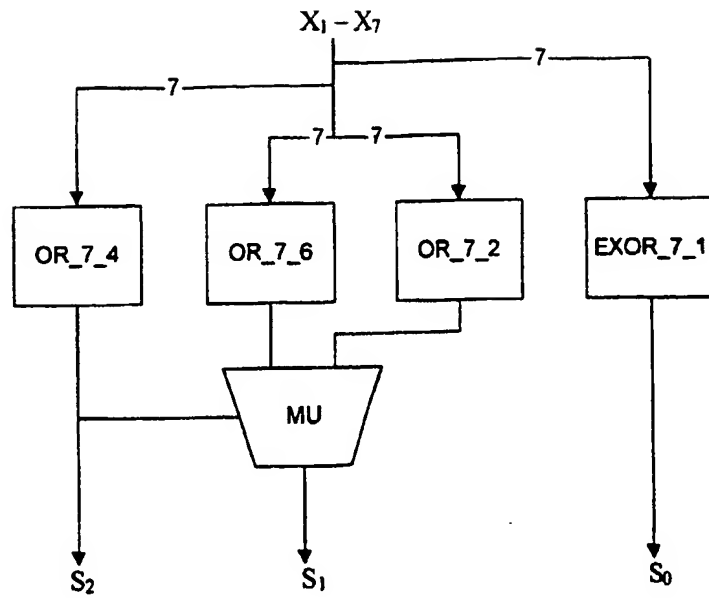 X₁ – X₇
7
7
7
7
OR_7_4
OR_7_6
OR_7_2
EXOR_7_1
MU
S₂
S₁
S₀